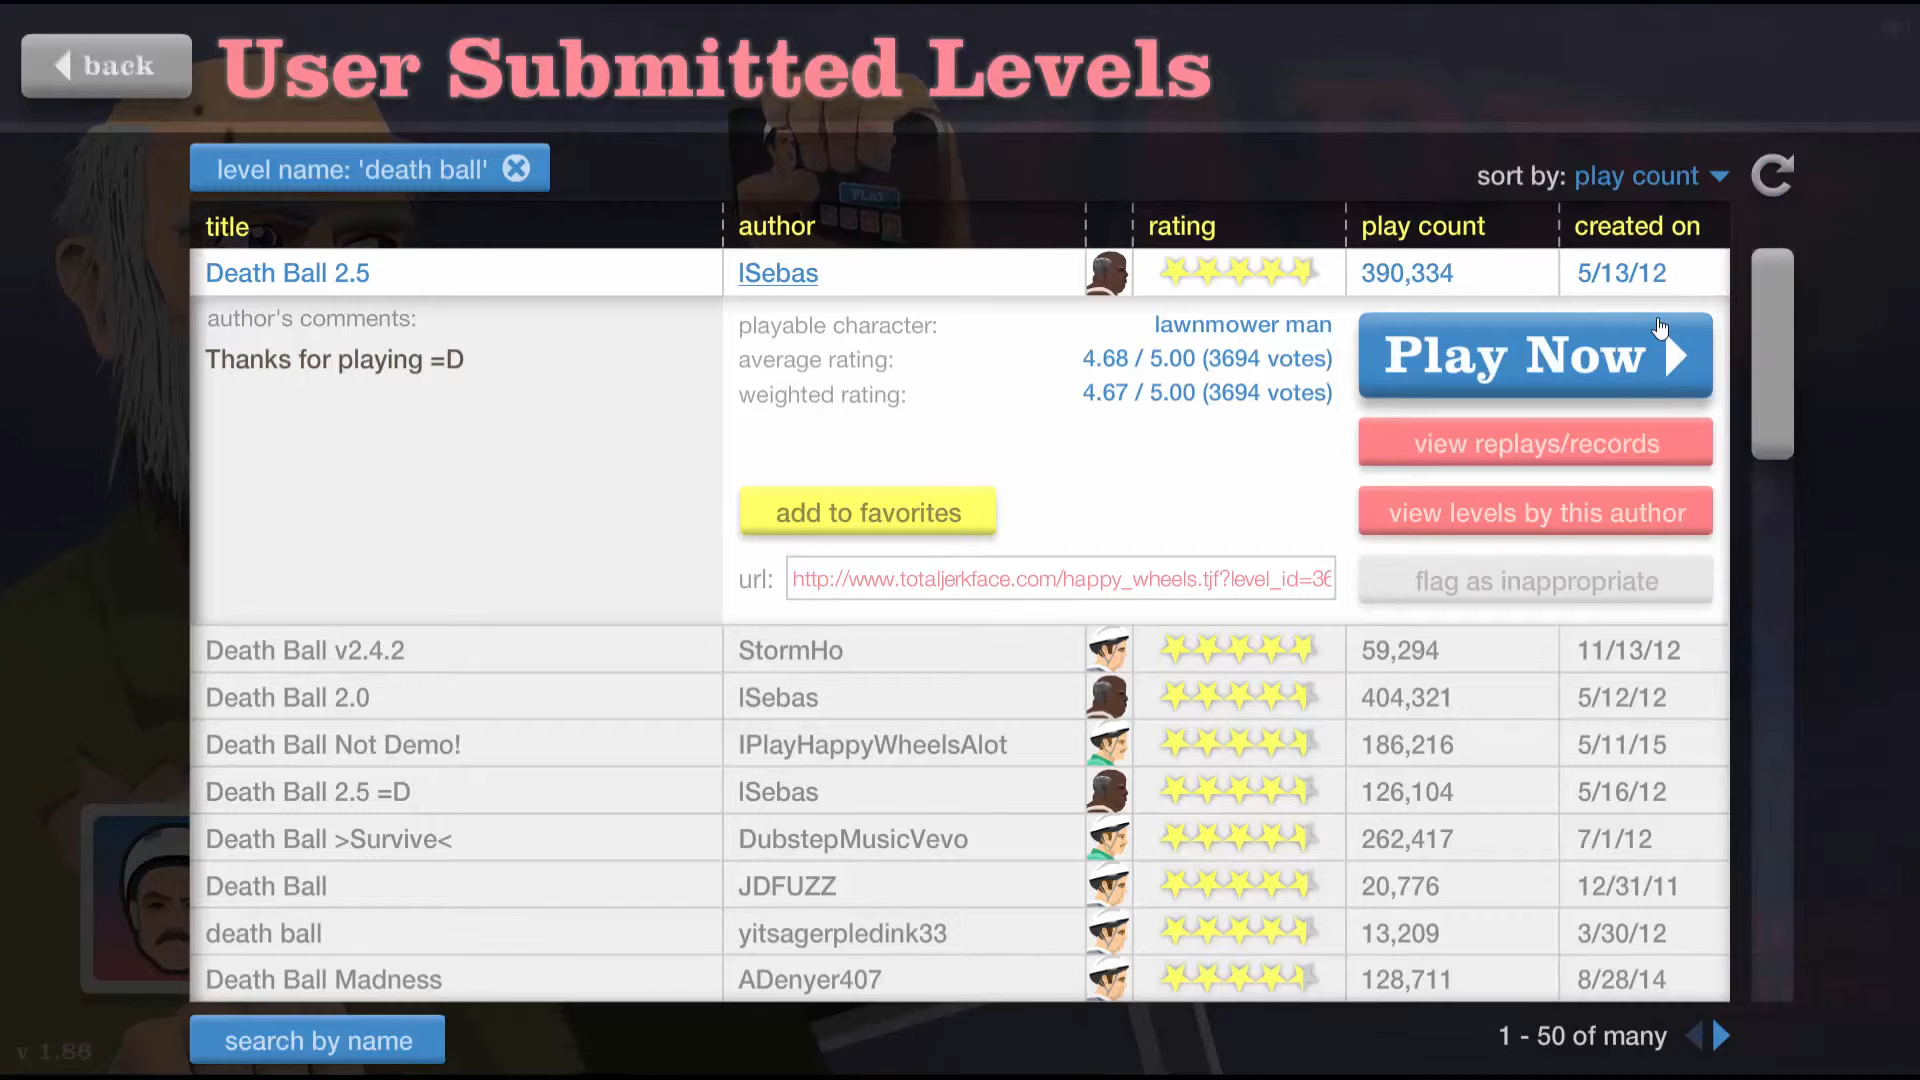 back
User Submitted Levels
level name: 'death ball'
sort by: play count
title author rating play count created on
Death Ball 2.5 ISebas 390,334 5/13/12
author's comments:
Thanks for playing =D
playable character: lawnmower man
average rating: 4.68 / 5.00 (3694 votes)
weighted rating: 4.67 / 5.00 (3694 votes)
Play Now
view replays/records
add to favorites
view levels by this author
url: http://www.totaljerkface.com/happy_wheels.tjf?level_id=36
flag as inappropriate
Death Ball v2.4.2 StormHo 59,294 11/13/12
Death Ball 2.0 ISebas 404,321 5/12/12
Death Ball Not Demo! IPlayHappyWheelsAlot 186,216 5/11/15
Death Ball 2.5 =D ISebas 126,104 5/16/12
Death Ball >Survive< DubstepMusicVevo 262,417 7/1/12
Death Ball JDFUZZ 20,776 12/31/11
death ball yitsagerpledink33 13,209 3/30/12
Death Ball Madness ADenyer407 128,711 8/28/14
search by name
1 - 50 of many
v 1.86
PLAY